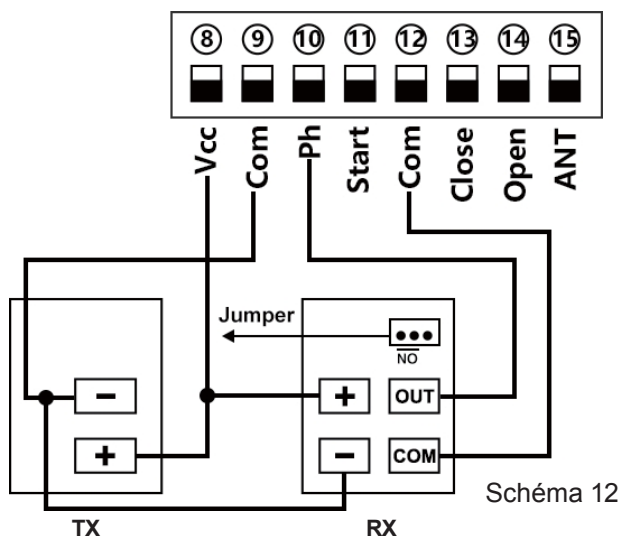 ⑧ ⑨ ⑩ ⑪ ⑫ ⑬ ⑭ ⑮
Vcc Com Ph Start Com Close Open ANT
Jumper
NO
- + OUT
+ - COM
Schéma 12
TX RX